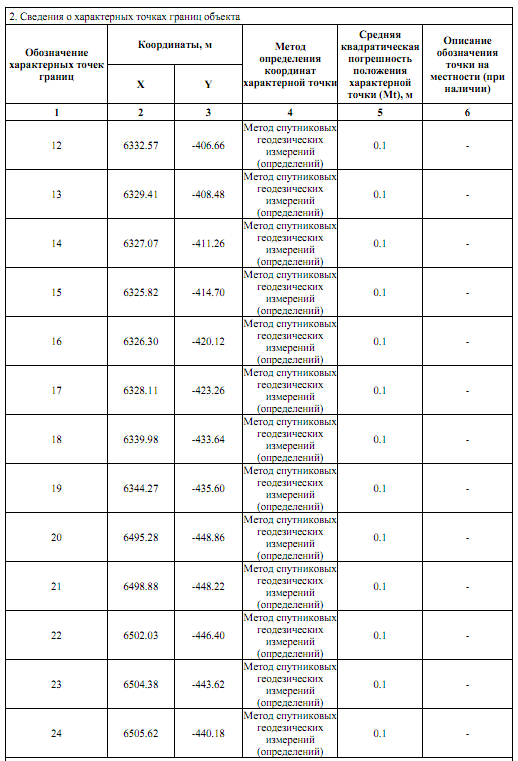 2. Сведения о характерных точках границ объекта
Обозначение
характерных точек
границ
Координаты, м
X
Y
Метод
определения
координат
характерной точки
Средняя
квадратическая
погрешность
положения
характерной
точки (Mt), м
Описание
обозначения
точки на
местности (при
наличии)
1 2 3 4 5 6
12 6332.57 -406.66 Метод спутниковых
геодезических
измерений
(определений) 0.1 -
13 6329.41 -408.48 Метод спутниковых
геодезических
измерений
(определений) 0.1 -
14 6327.07 -411.26 Метод спутниковых
геодезических
измерений
(определений) 0.1 -
15 6325.82 -414.70 Метод спутниковых
геодезических
измерений
(определений) 0.1 -
16 6326.30 -420.12 Метод спутниковых
геодезических
измерений
(определений) 0.1 -
17 6328.11 -423.26 Метод спутниковых
геодезических
измерений
(определений) 0.1 -
18 6339.98 -433.64 Метод спутниковых
геодезических
измерений
(определений) 0.1 -
19 6344.27 -435.60 Метод спутниковых
геодезических
измерений
(определений) 0.1 -
20 6495.28 -448.86 Метод спутниковых
геодезических
измерений
(определений) 0.1 -
21 6498.88 -448.22 Метод спутниковых
геодезических
измерений
(определений) 0.1 -
22 6502.03 -446.40 Метод спутниковых
геодезических
измерений
(определений) 0.1 -
23 6504.38 -443.62 Метод спутниковых
геодезических
измерений
(определений) 0.1 -
24 6505.62 -440.18 Метод спутниковых
геодезических
измерений
(определений) 0.1 -